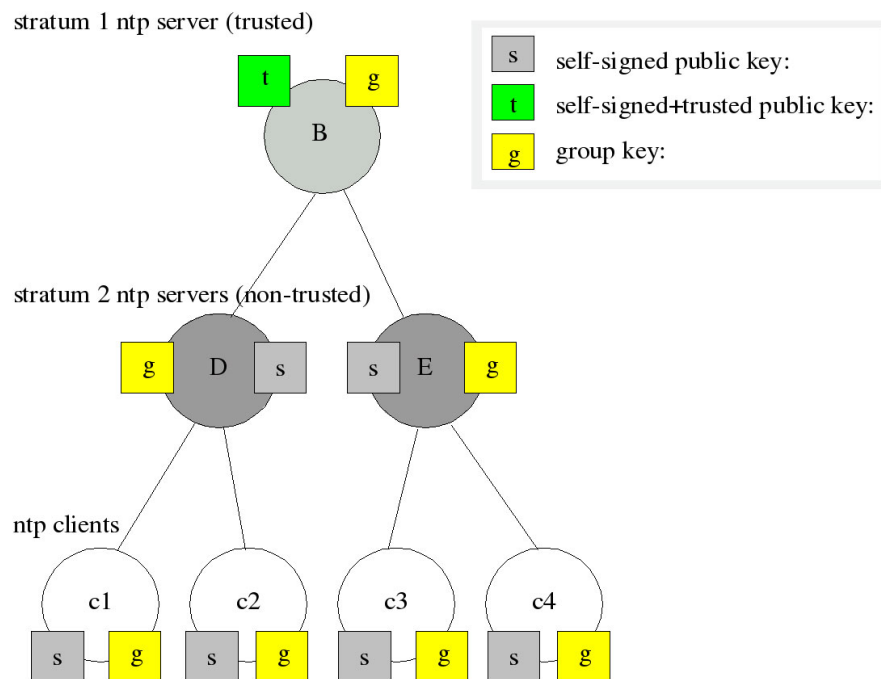 stratum 1 ntp server (trusted)
t
g
B
s
self-signed public key:
t
self-signed+trusted public key:
g
group key:
stratum 2 ntp servers (non-trusted)
g
D
s
s
E
g
ntp clients
c1
c2
c3
c4
s
g
s
g
s
g
s
g